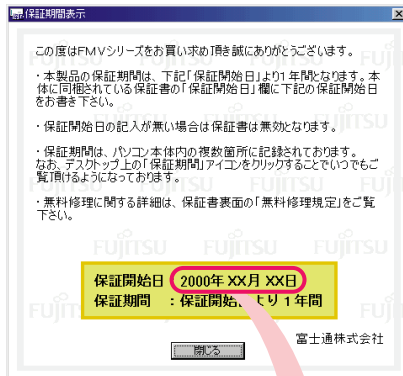 保証期間表示
この度はFMVシリーズをお買い求め頂き誠にありがとうございます。
・本製品の保証期間は、下記「保証開始日」より1年間となります。本
体に同梱されている保証書の「保証開始日」欄に下記の保証開始日
をお書き下さい。
・保証開始日の記入が無い場合は保証書は無効となります。
・保証期間は、パソコン本体内の複数箇所に記録されております。
なお、デスクトップ上の「保証期間」アイコンをクリックすることでいつでもご
覧頂けるようになっております。
・無料修理に関する詳細は、保証書裏面の「無料修理規定」をご覧
下さい。
FUJITSU FUJITSU FUJITSU
保証開始日 2000年 XX月 XX日
保証期間 :保証開始日より1年間
富士通株式会社
閉じる